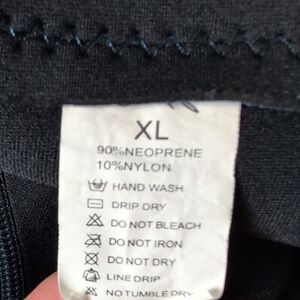 XL
90%NEOPRENE
10%NYLON
HAND WASH
DRIP DRY
DO NOT BLEACH
DO NOT IRON
DO NOT DRY
LINE DRIP
NO TUMBLE DRY